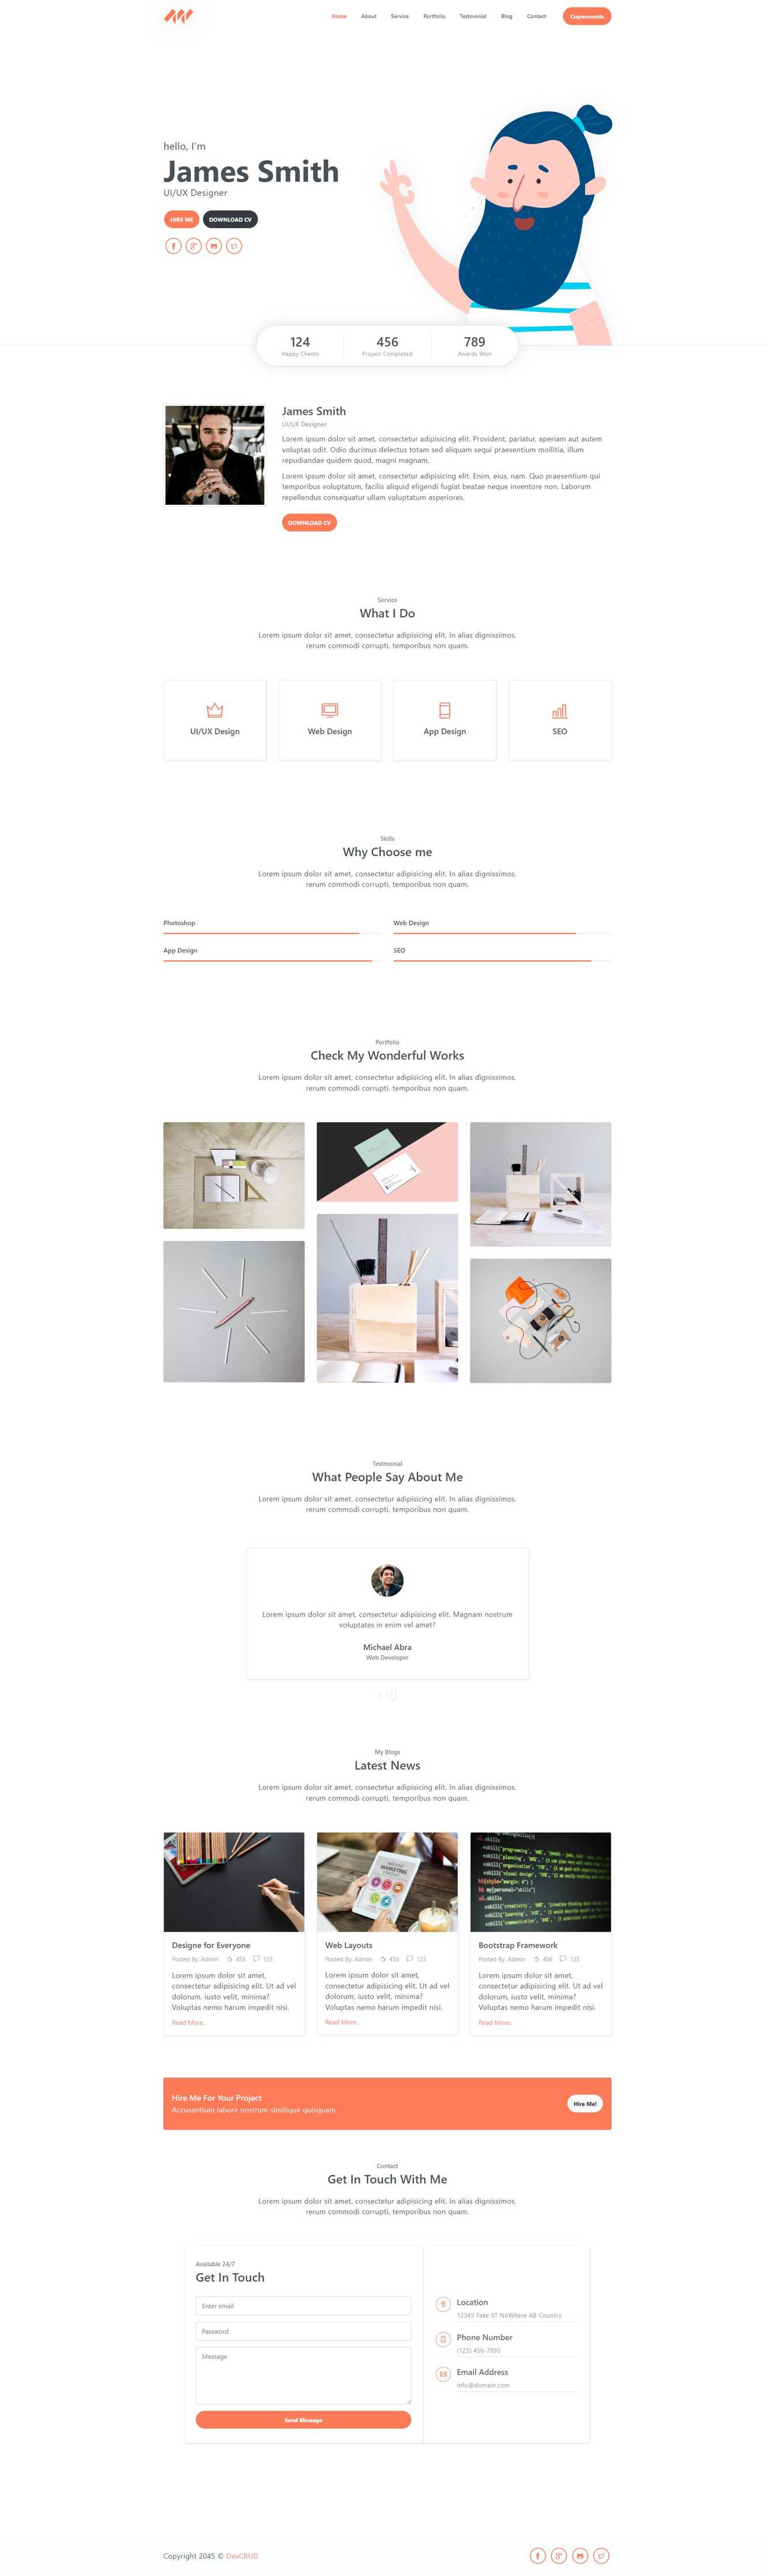 Home About Service Portfolio Testmonial Blog Contact
hello, I'm
James Smith
UI/UX Designer
HIRE ME DOWNLOAD CV
124 456 789
Happy Clients Project Completed Awards Won
James Smith
UI/UX Designer
Lorem ipsum dolor sit amet, consectetur adipisicing elit. Provident, pariatur, aperiam aut autem
voluptas odit. Odio ducimus delectus totam sed aliquam sequi praesentium mollitia, illum
repudiandae quidem quod, magni magnam.
Lorem ipsum dolor sit amet, consectetur adipisicing elit. Enim, eius, nam. Quo praesentium qui
temporibus voluptatum, facilis aliquid eligendi fugiat beatae neque inventore non. Laborum
repellendus consequatur ullam voluptatum asperiores.
DOWNLOAD CV
Service
What I Do
Lorem ipsum dolor sit amet, consectetur adipisicing elit. In alias dignissimos.
rerum commodi corrupti, temporibus non quam.
UI/UX Design Web Design App Design SEO
Skills
Why Choose me
Lorem ipsum dolor sit amet, consectetur adipisicing elit. In alias dignissimos.
rerum commodi corrupti, temporibus non quam.
Photoshop Web Design
App Design SEO
Portfolio
Check My Wonderful Works
Lorem ipsum dolor sit amet, consectetur adipisicing elit. In alias dignissimos.
rerum commodi corrupti, temporibus non quam.
Testmonial
What People Say About Me
Lorem ipsum dolor sit amet, consectetur adipisicing elit. In alias dignissimos.
rerum commodi corrupti, temporibus non quam.
Lorem ipsum dolor sit amet, consectetur adipisicing elit. Magnam nostrum
voluptates in enim vel amet?
Michael Abra
Web Developer
My Blogs
Latest News
Lorem ipsum dolor sit amet, consectetur adipisicing elit. In alias dignissimos.
rerum commodi corrupti, temporibus non quam.
MARKETING
Designe for Everyone
Posted By: Admin 456 123
Lorem ipsum dolor sit amet,
consectetur adipisicing elit. Ut ad vel
dolorum, iusto velit, minima?
Voluptas nemo harum impedit nisi.
Read More..
Web Layouts
Posted By: Admin 456 123
Lorem ipsum dolor sit amet,
consectetur adipisicing elit. Ut ad vel
dolorum, iusto velit, minima?
Voluptas nemo harum impedit nisi.
Read More..
Bootstrap Framework
Posted By: Admin 456 123
Lorem ipsum dolor sit amet,
consectetur adipisicing elit. Ut ad vel
dolorum, iusto velit, minima?
Voluptas nemo harum impedit nisi.
Read More..
Hire Me For Your Project
Accusantium labore nostrum similique quisquam.
Hire Me!
Contact
Get In Touch With Me
Lorem ipsum dolor sit amet, consectetur adipisicing elit. In alias dignissimos.
rerum commodi corrupti, temporibus non quam.
Available 24/7
Get In Touch
Enter email
Password
Message
Send Message
Location
12345 Fake ST NoWhere AB Country
Phone Number
(123) 456-7890
Email Address
info@domain.com
Copyright 2045 © DevCRUD